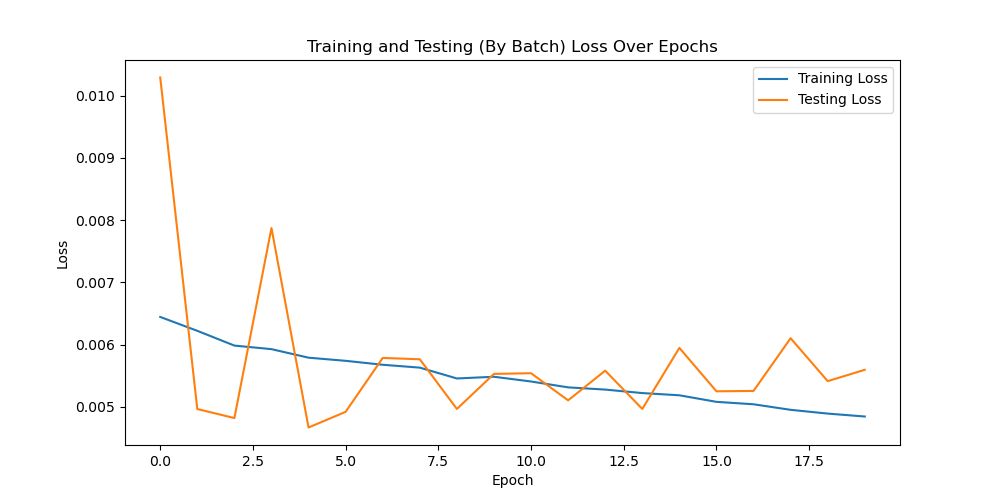 Training and Testing (By Batch) Loss Over Epochs
Training Loss
Testing Loss
0.010
0.009
0.008
0.007
0.006
0.005
Loss
0.0 2.5 5.0 7.5 10.0 12.5 15.0 17.5
Epoch